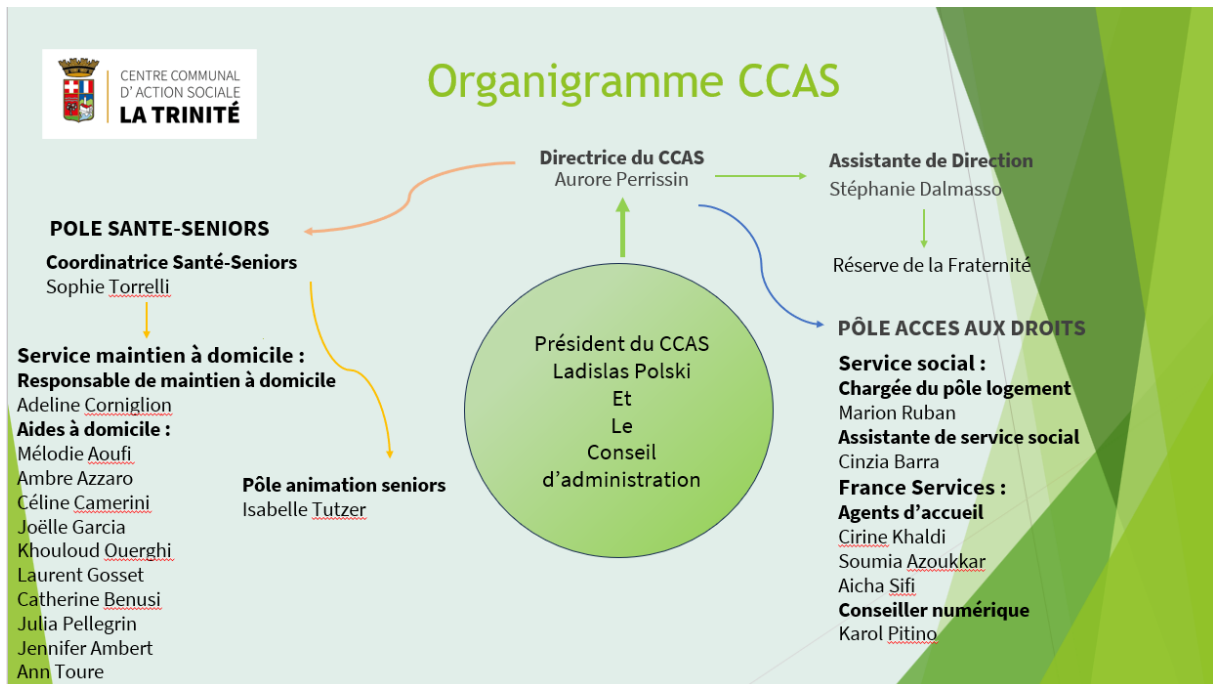 CENTRE COMMUNAL
D'ACTION SOCIALE
LA TRINITÉ
Organigramme CCAS
Directrice du CCAS
Aurore Perrissin
Assistante de Direction
Stéphanie Dalmasso
Réserve de la Fraternité
POLE SANTE-SENIORS
Coordinatrice Santé-Seniors
Sophie Torrelli
Service maintien à domicile :
Responsable de maintien à domicile
Adeline Corniglion
Aides à domicile :
Mélodie Aoufi
Ambre Azzaro
Céline Camerini
Joëlle Garcia
Khouloud Ouerghi
Laurent Gosset
Catherine Benusi
Julia Pellegrin
Jennifer Ambert
Ann Toure
Pôle animation seniors
Isabelle Tutzer
Président du CCAS
Ladislas Polski
Et
Le
Conseil
d’administration
PÔLE ACCES AUX DROITS
Service social :
Chargée du pôle logement
Marion Ruban
Assistante de service social
Cinzia Barra
France Services :
Agents d’accueil
Cirine Khaldi
Soumia Azoukkar
Aicha Sifi
Conseiller numérique
Karol Pitino